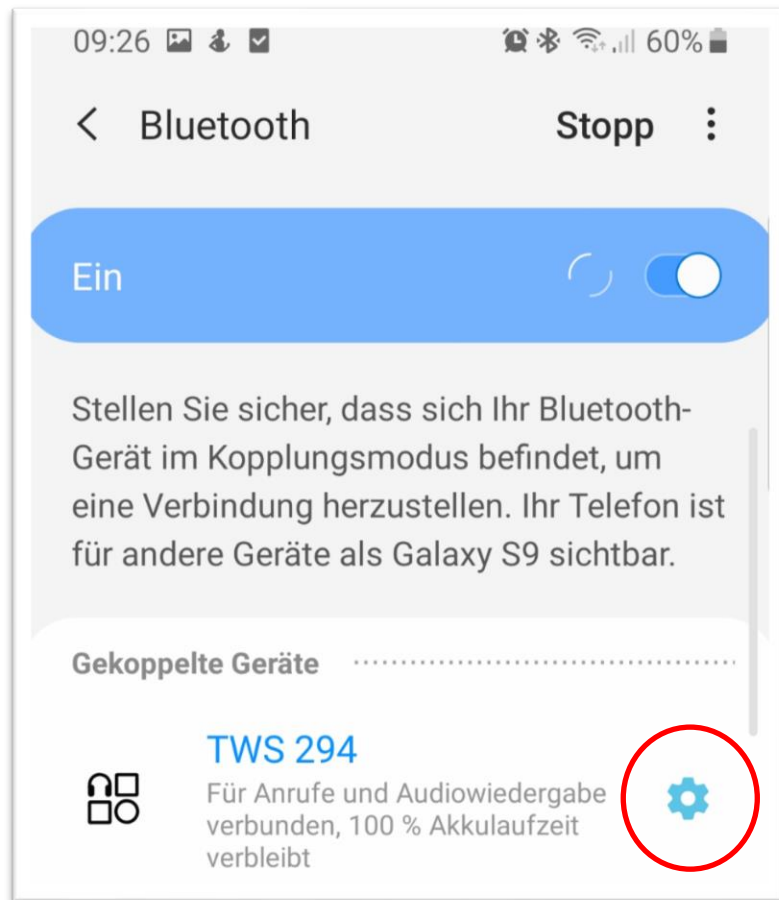 09:26 60%
Bluetooth Stopp
Ein
Stellen Sie sicher, dass sich Ihr Bluetooth-
Gerät im Kopplungsmodus befindet, um
eine Verbindung herzustellen. Ihr Telefon ist
für andere Geräte als Galaxy S9 sichtbar.
Gekoppelte Geräte
TWS 294
Für Anrufe und Audiowiedergabe
verbunden, 100 % Akkulaufzeit
verbleibt